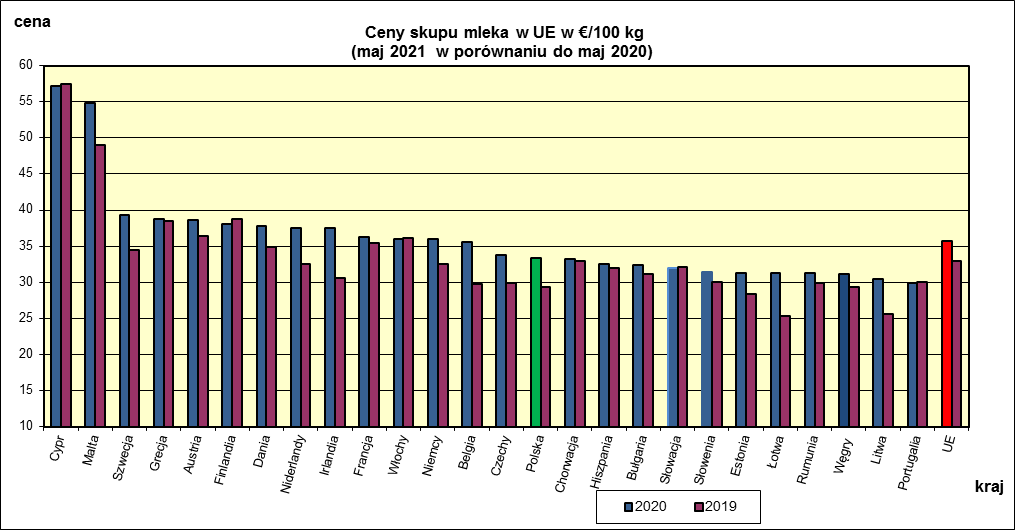 cena
Ceny skupu mleka w UE w €/100 kg
(maj 2021 w porównaniu do maj 2020)
60
55
50
45
40
35
30
25
20
15
10
Cypr
Malta
Szwecja
Grecja
Austria
Finlandia
Dania
Niderlandy
Irlandia
Francja
Włochy
Niemcy
Belgia
Czechy
Polska
Chorwacja
Hiszpania
Bułgaria
Słowacja
Słowenia
Estonia
Łotwa
Rumunia
Węgry
Litwa
Portugalia
UE
kraj
2020 2019